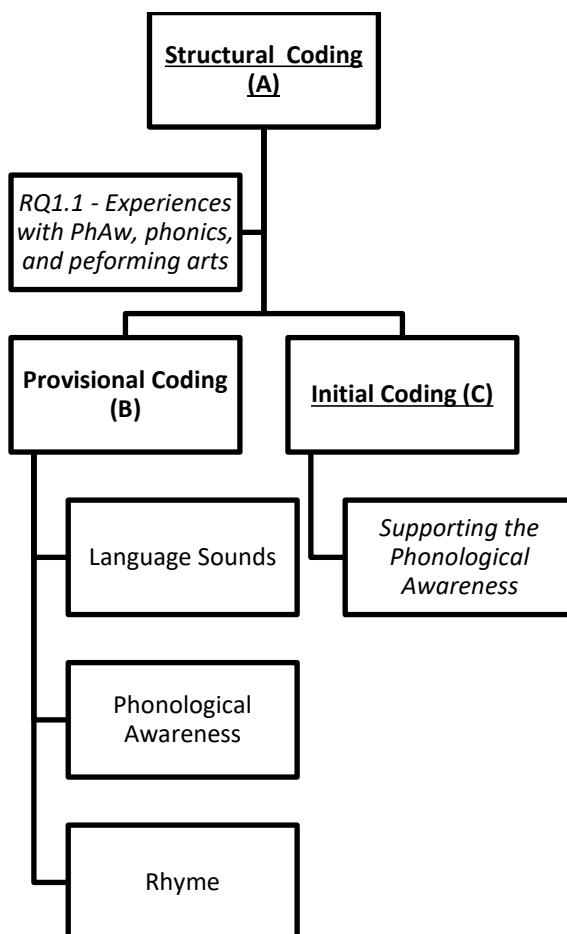 Structural Coding
(A)
RQ1.1 - Experiences
with PhAw, phonics,
and peforming arts
Provisional Coding
(B)
Initial Coding (C)
Language Sounds
Supporting the
Phonological
Awareness
Phonological
Awareness
Rhyme